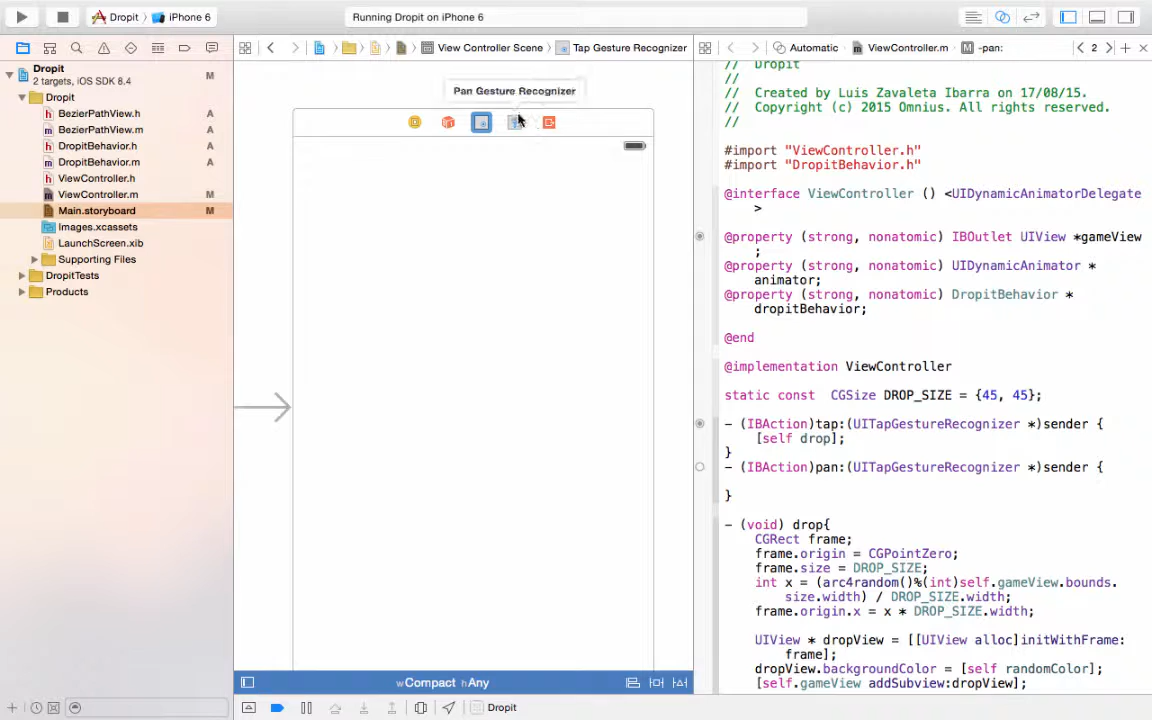 Dropit
iPhone 6
Running Dropit on iPhone 6
View Controller Scene
Tap Gesture Recognizer
Automatic
ViewController.m
-pan:
2
Dropit
2 targets, iOS SDK 8.4
M
Dropit
BezierPathView.h
A
BezierPathView.m
A
DropitBehavior.h
A
DropitBehavior.m
A
ViewController.h
ViewController.m
M
Main.storyboard
M
Images.xcassets
LaunchScreen.xib
Supporting Files
DropitTests
Products
Pan Gesture Recognizer
wCompact hAny
Dropit
//  Dropit
//
//  Created by Luis Zavaleta Ibarra on 17/08/15.
//  Copyright (c) 2015 Omnius. All rights reserved.
//
#import "ViewController.h"
#import "DropitBehavior.h"
@interface ViewController () <UIDynamicAnimatorDelegate
>
@property (strong, nonatomic) IBOutlet UIView *gameView
;
@property (strong, nonatomic) UIDynamicAnimator *
animator;
@property (strong, nonatomic) DropitBehavior *
dropitBehavior;
@end
@implementation ViewController
static const  CGSize DROP_SIZE = {45, 45};
- (IBAction)tap:(UITapGestureRecognizer *)sender {
[self drop];
}
- (IBAction)pan:(UITapGestureRecognizer *)sender {
}
- (void) drop{
CGRect frame;
frame.origin = CGPointZero;
frame.size = DROP_SIZE;
int x = (arc4random()%(int)self.gameView.bounds.
size.width) / DROP_SIZE.width;
frame.origin.x = x * DROP_SIZE.width;
UIView * dropView = [[UIView alloc]initWithFrame:
frame];
dropView.backgroundColor = [self randomColor];
[self.gameView addSubview:dropView];